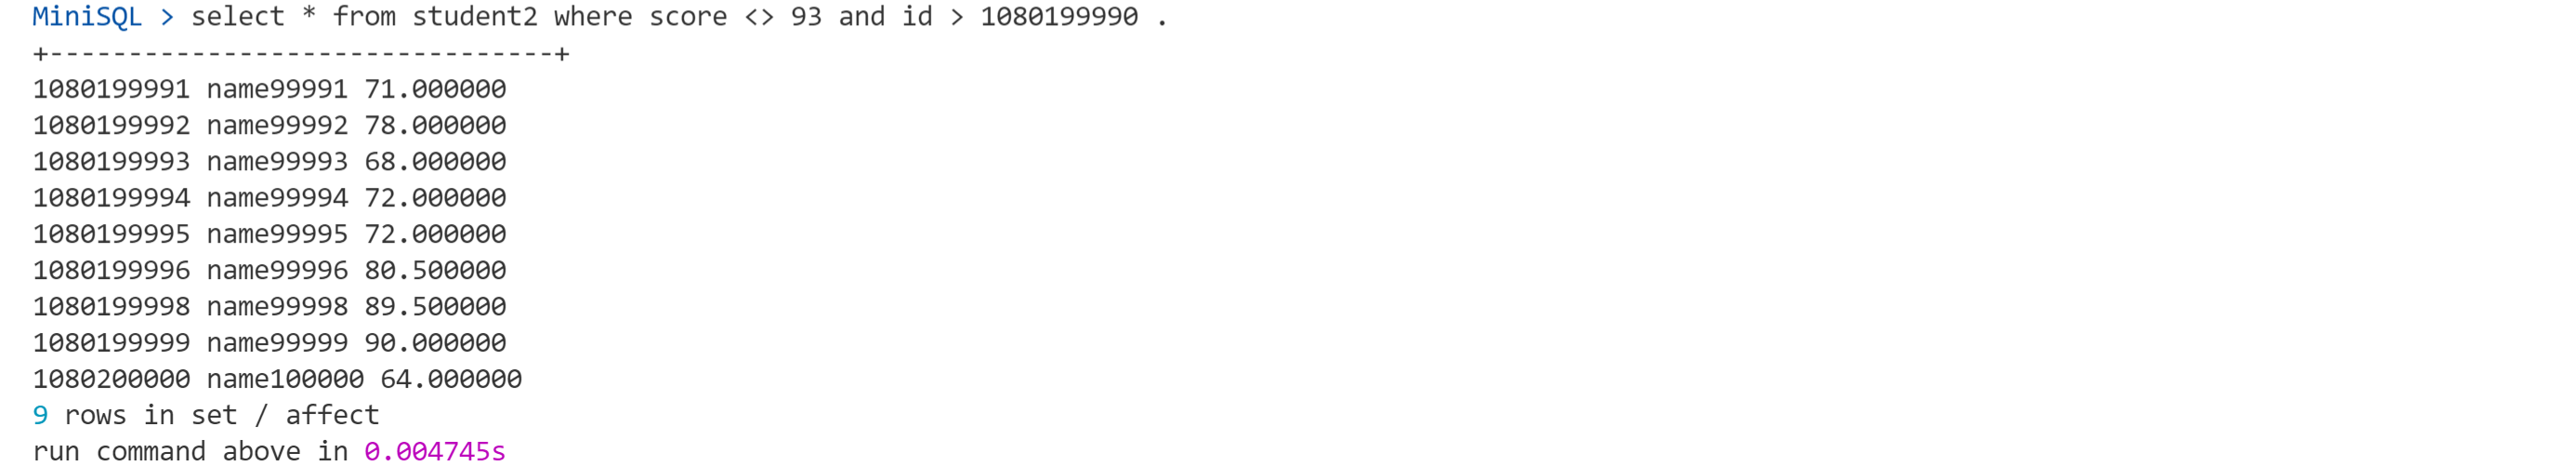 MiniSQL > select * from student2 where score <> 93 and id > 1080199990 .
+--------------------------------+
1080199991 name99991 71.000000
1080199992 name99992 78.000000
1080199993 name99993 68.000000
1080199994 name99994 72.000000
1080199995 name99995 72.000000
1080199996 name99996 80.500000
1080199998 name99998 89.500000
1080199999 name99999 90.000000
1080200000 name100000 64.000000
9 rows in set / affect
run command above in 0.004745s